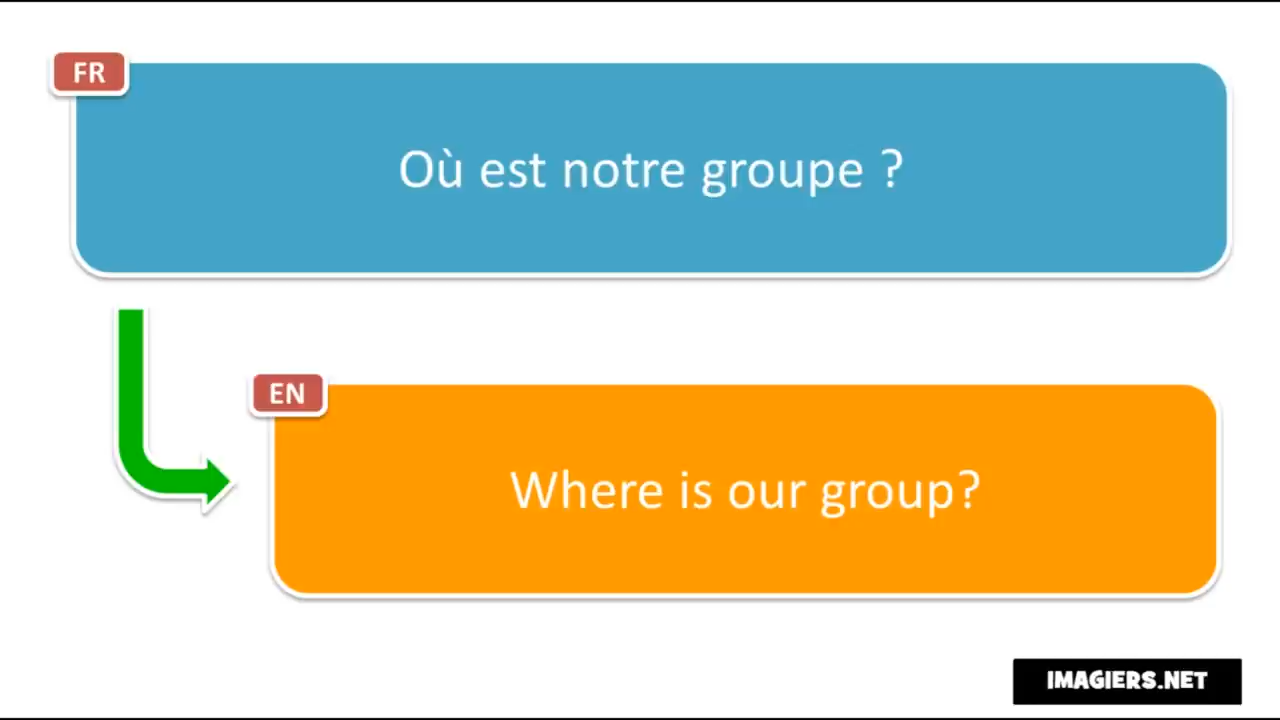 FR
Où est notre groupe ?
EN
Where is our group?
IMAGIERS.NET